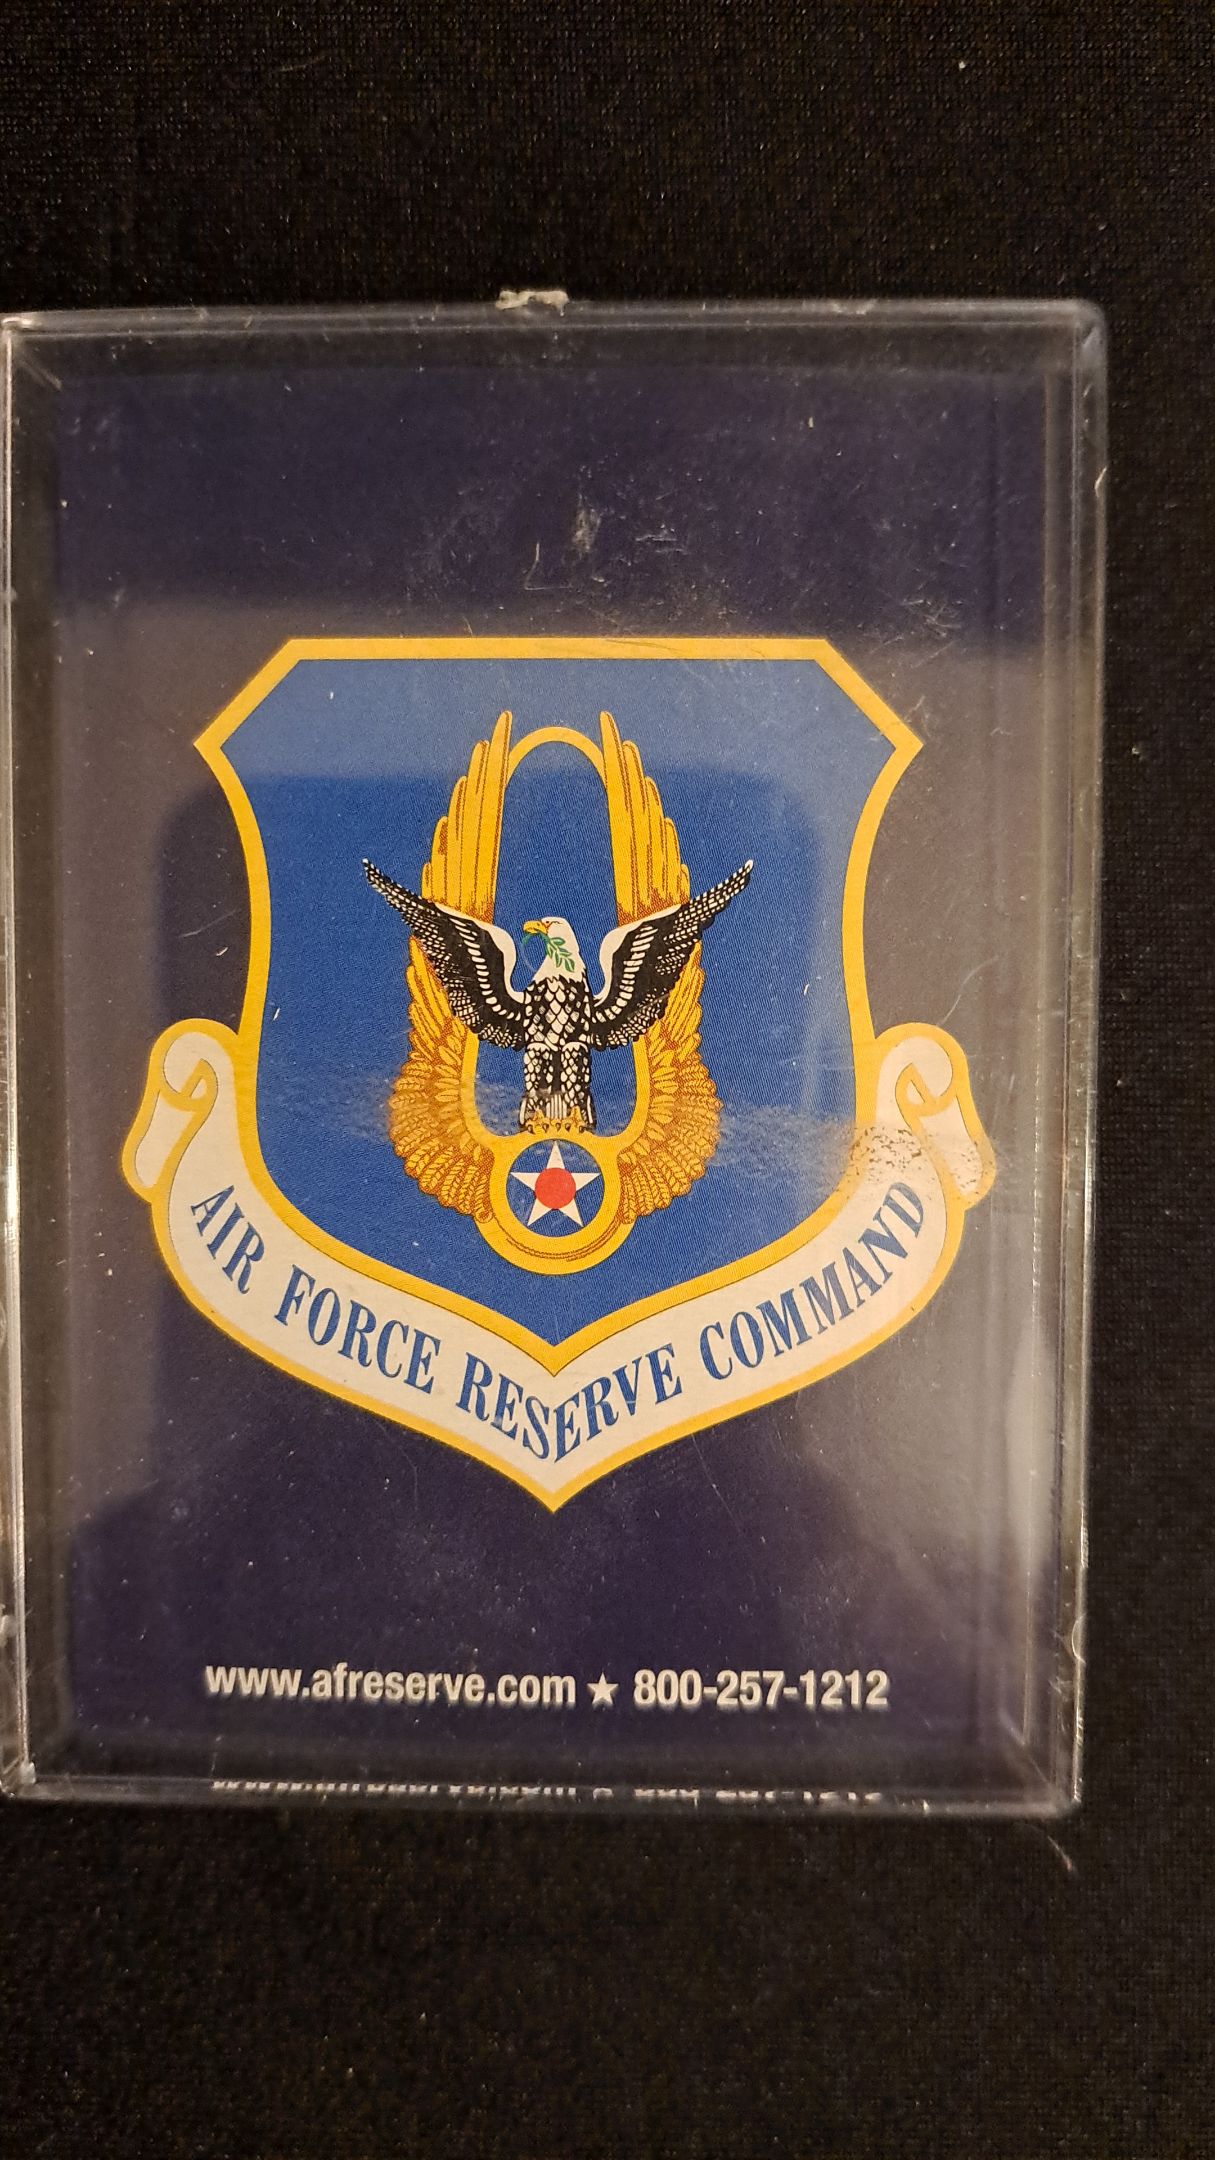 AIR FORCE RESERVE COMMAND
www.afreserve.com ★ 800-257-1212